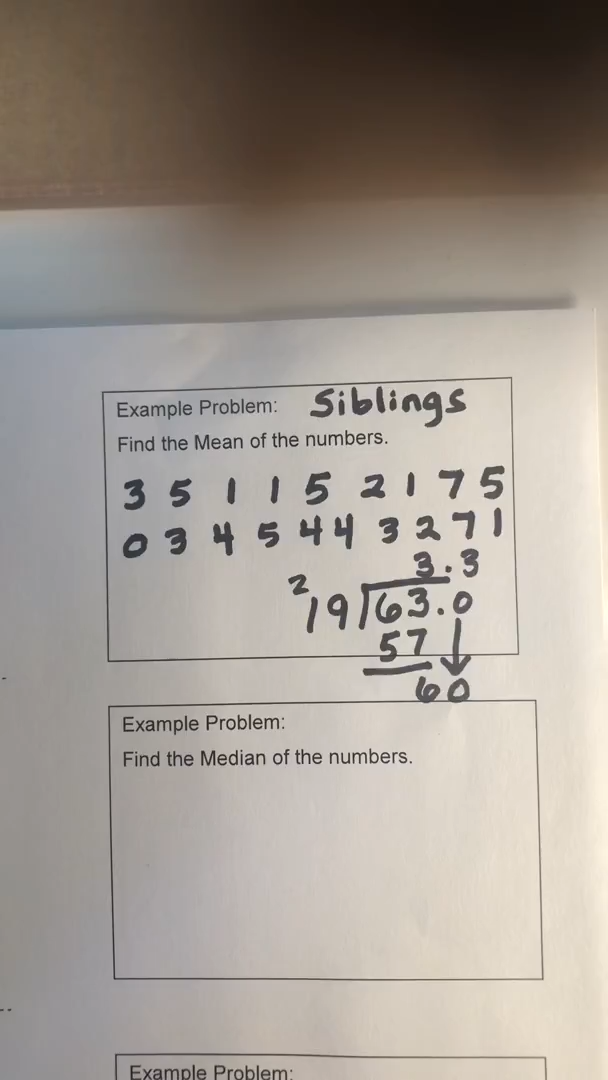 Example Problem: Siblings
Find the Mean of the numbers.
3 5 1 1 5 2 1 7 5
0 3 4 5 4 4 3 2 7 1
3.3
2
19 63.0
57
60
Example Problem:
Find the Median of the numbers.
Example Problem: